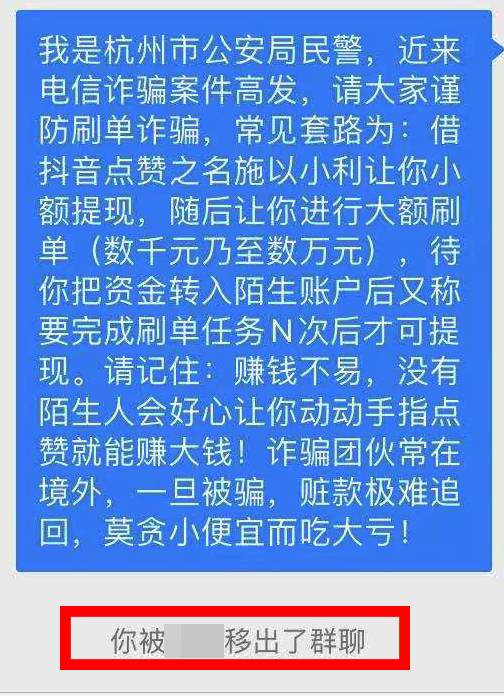 我是杭州市公安局民警，近来
电信诈骗案件高发，请大家谨
防刷单诈骗，常见套路为：借
抖音点赞之名施以小利让你小
额提现，随后让你进行大额刷
单（数千元乃至数万元），待
你把资金转入陌生账户后又称
要完成刷单任务N次后才可提
现。请记住：赚钱不易，没有
陌生人会好心让你动动手指点
赞就能赚大钱！诈骗团伙常在
境外，一旦被骗，赃款极难追
回，莫贪小便宜而吃大亏！
你被移出了群聊